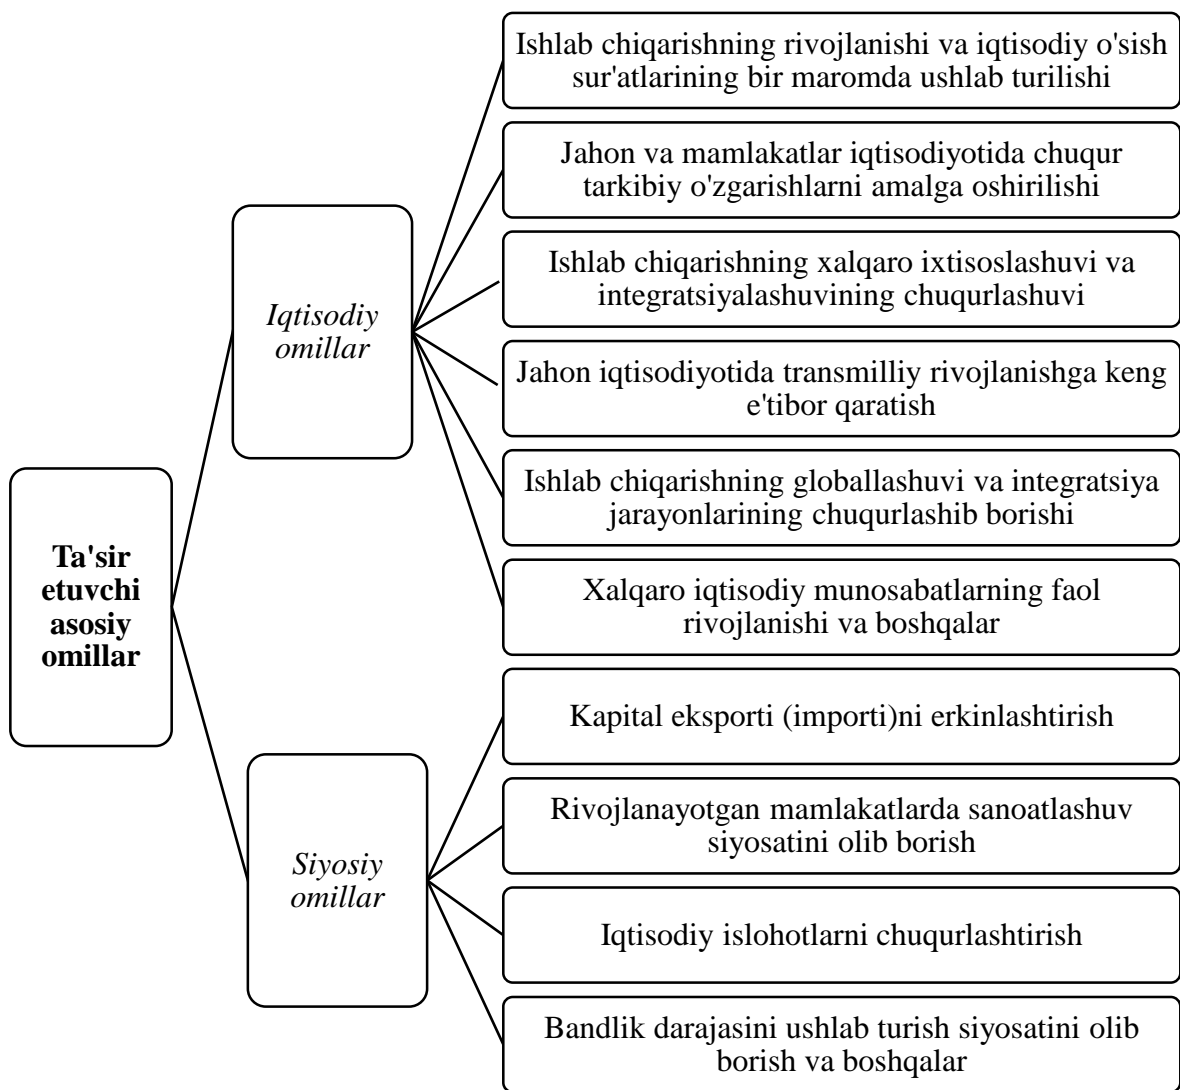 Ta'sir
etuvchi
asosiy
omillar
Iqtisodiy
omillar
Ishlab chiqarishning rivojlanishi va iqtisodiy o'sish
sur'atlarining bir maromda ushlab turilishi
Jahon va mamlakatlar iqtisodiyotida chuqur
tarkibiy o'zgarishlarni amalga oshirilishi
Ishlab chiqarishning xalqaro ixtisoslashuvi va
integratsiyalashuvining chuqurlashuvi
Jahon iqtisodiyotida transmilliy rivojlanishga keng
e'tibor qaratish
Ishlab chiqarishning globallashuvi va integratsiya
jarayonlarining chuqurlashib borishi
Xalqaro iqtisodiy munosabatlarning faol
rivojlanishi va boshqalar
Siyosiy
omillar
Kapital eksporti (importi)ni erkinlashtirish
Rivojlanayotgan mamlakatlarda sanoatlashuv
siyosatini olib borish
Iqtisodiy islohotlarni chuqurlashtirish
Bandlik darajasini ushlab turish siyosatini olib
borish va boshqalar